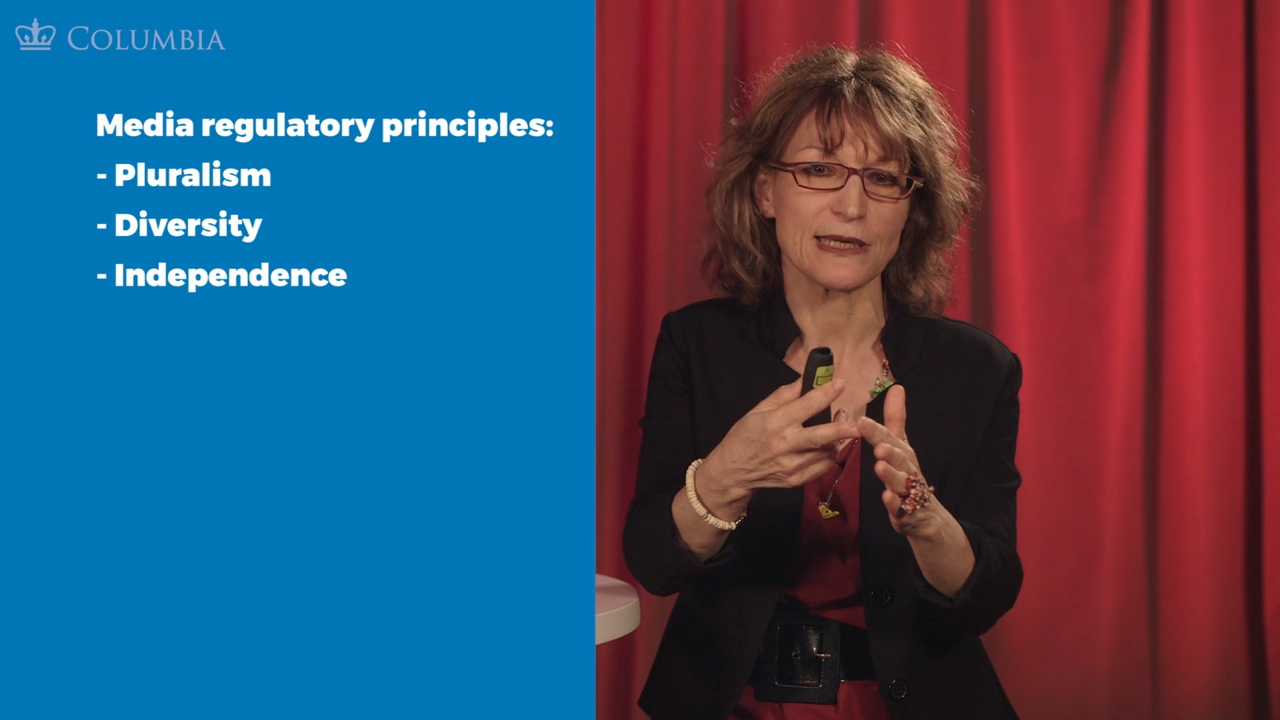 COLUMBIA
Media regulatory principles:
- Pluralism
- Diversity
- Independence